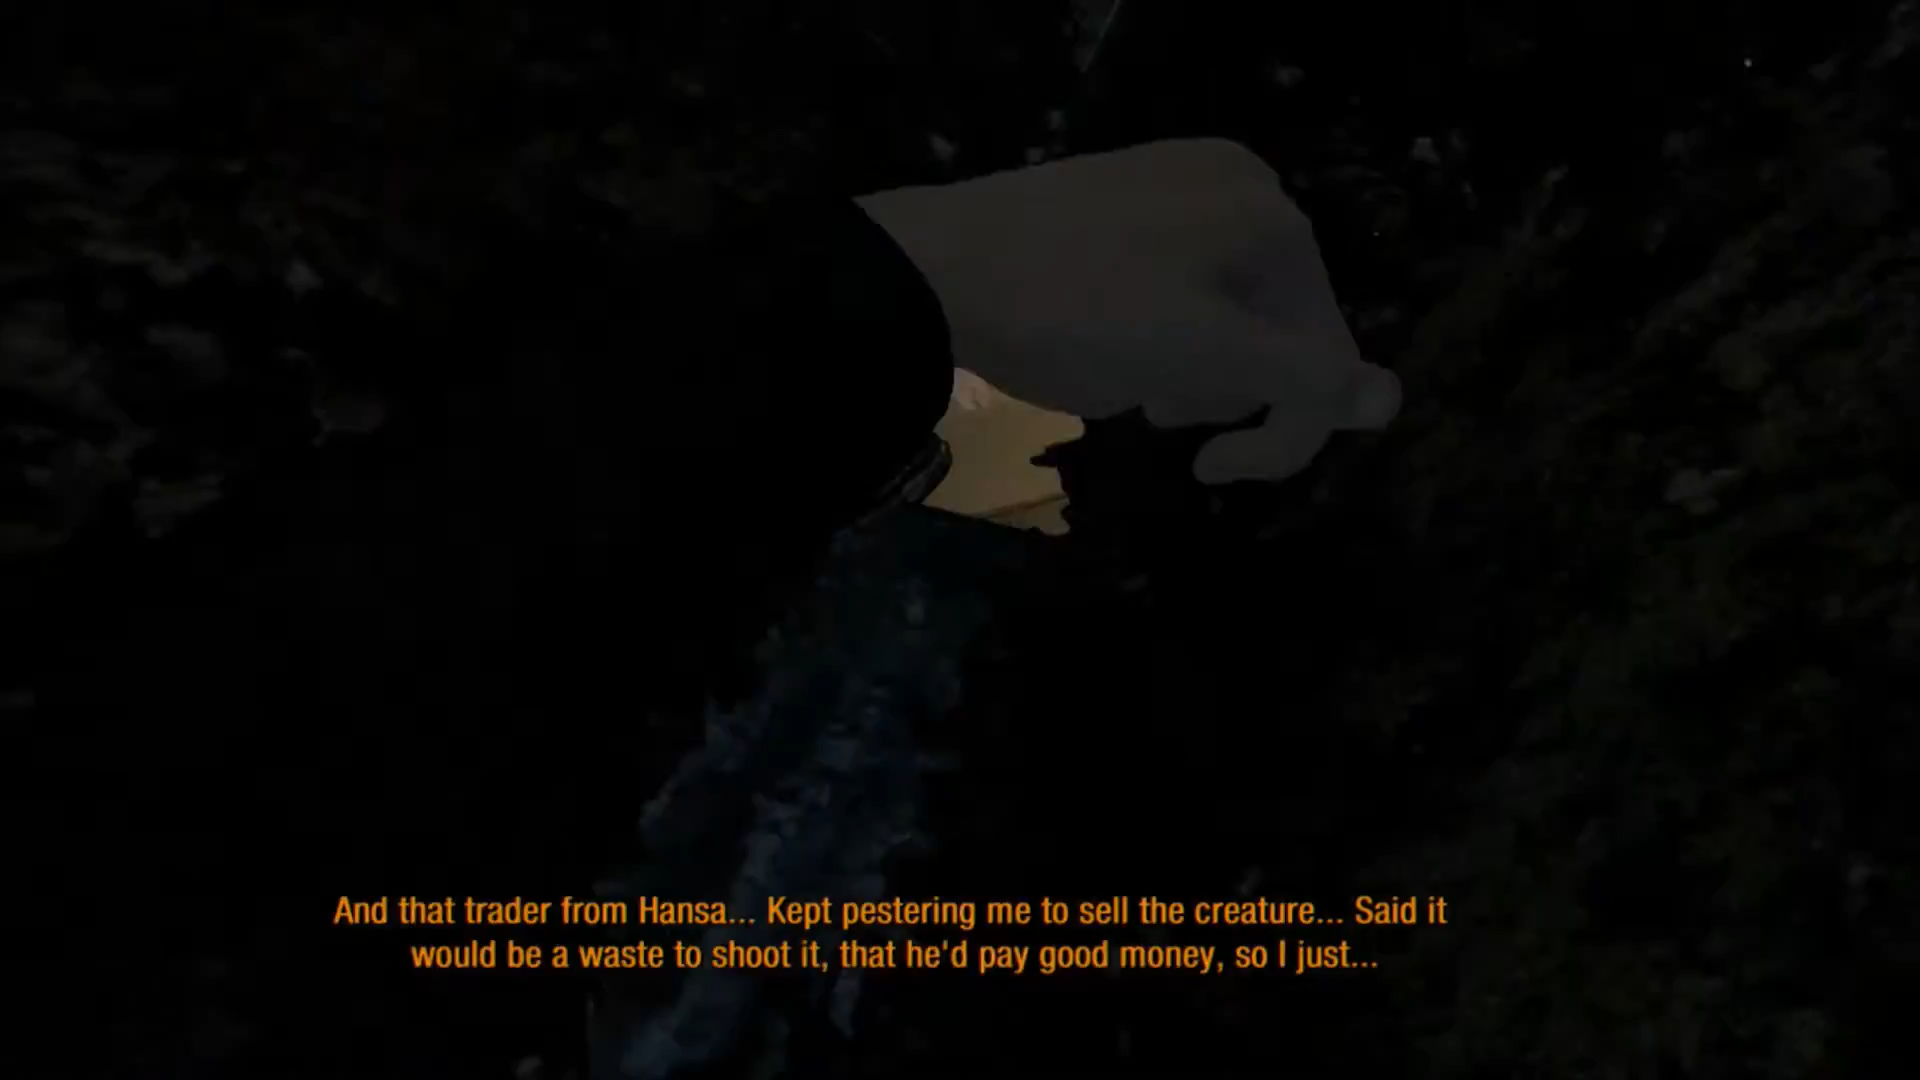 And that trader from Hansa... Kept pestering me to sell the creature... Said it
would be a waste to shoot it, that he'd pay good money, so I just...